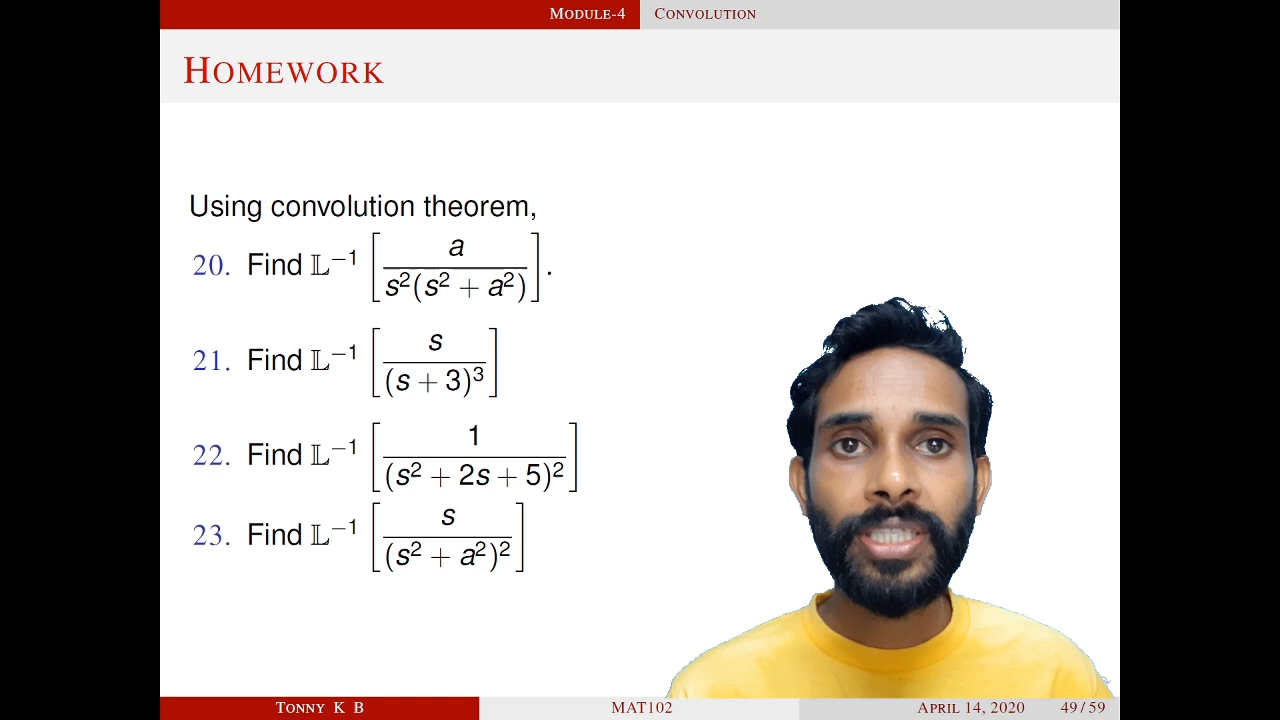 MODULE-4 CONVOLUTION
HOMEWORK
Using convolution theorem,
20. Find 𝕃⁻¹ [a / s²(s² + a²)].
21. Find 𝕃⁻¹ [s / (s + 3)³]
22. Find 𝕃⁻¹ [1 / (s² + 2s + 5)²]
23. Find 𝕃⁻¹ [s / (s² + a²)²]
TONNY K B MAT102 APRIL 14, 2020 49 / 59